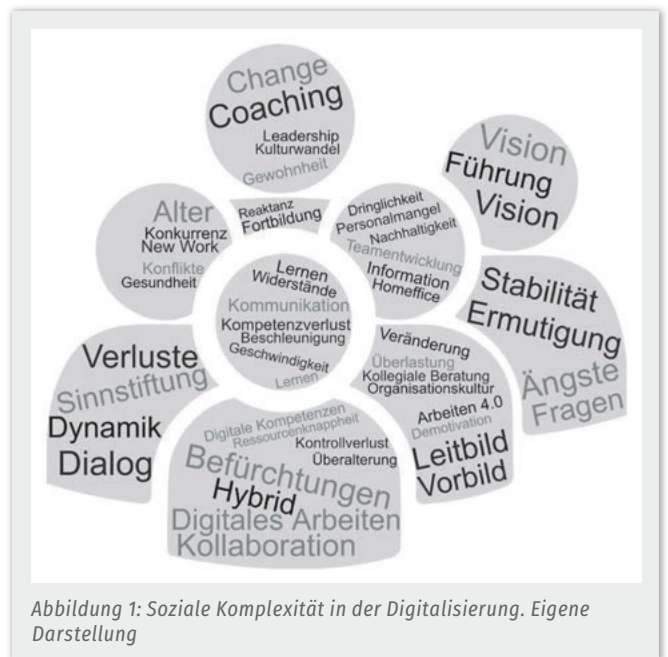 Change
Coaching
Leadership
Kulturwandel
Gewohnheit
Vision
Führung
Vision
Alter
Konkurrenz
New Work
Konflikte
Gesundheit
Reaktanz
Fortbildung
Dringlichkeit
Personalmangel
Nachhaltigkeit
Teamentwicklung
Information
Homeoffice
Lernen
Widerstände
Kommunikation
Kompetenzverlust
Beschleunigung
Geschwindigkeit
Lernen
Stabilität
Ermutigung
Ängste
Fragen
Verluste
Sinnstiftung
Dynamik
Dialog
Veränderung
Überlastung
Kollegiale Beratung
Organisationskultur
Arbeiten 4.0
Demotivation
Leitbild
Vorbild
Digitale Kompetenzen
Ressourcenknappheit
Kontrollverlust
Überalterung
Befürchtungen
Hybrid
Digitales Arbeiten
Kollaboration
Abbildung 1: Soziale Komplexität in der Digitalisierung. Eigene
Darstellung